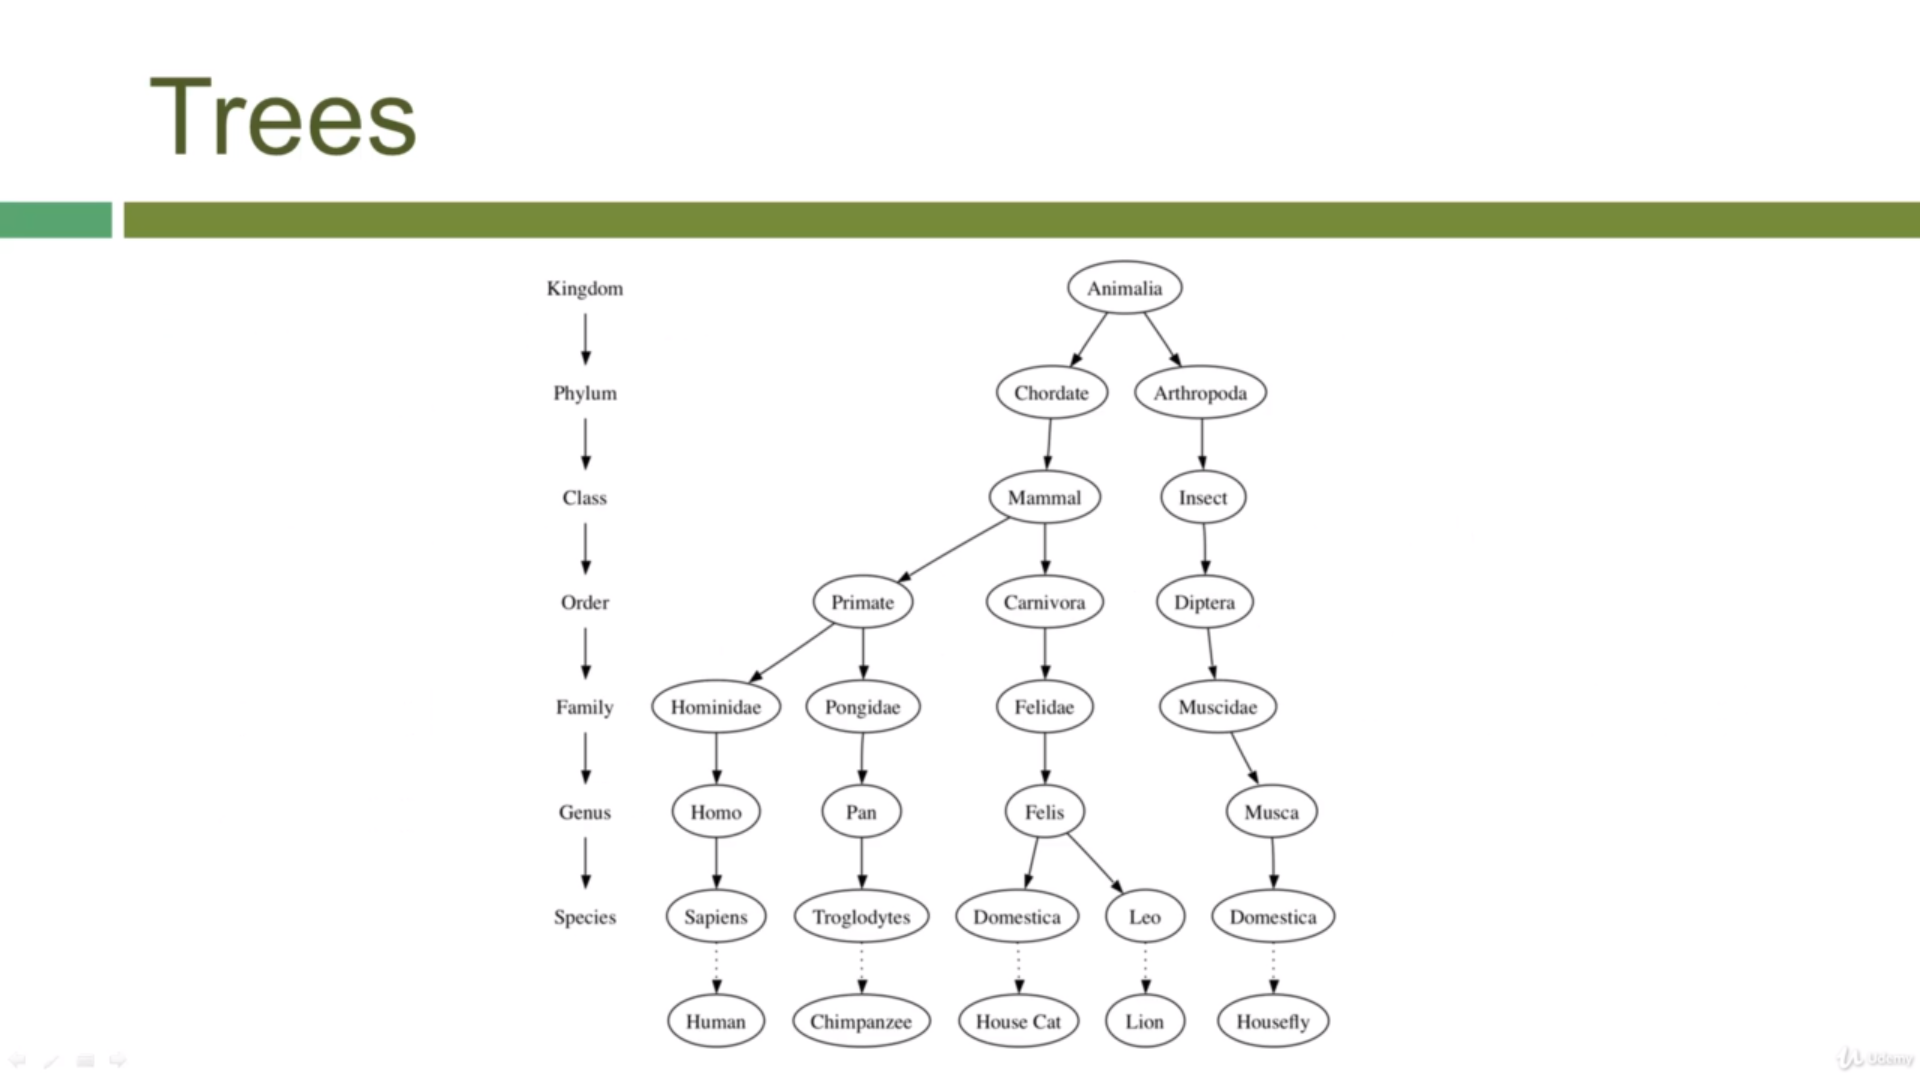 Trees
Kingdom Animalia
Phylum Chordate Arthropoda
Class Mammal Insect
Order Primate Carnivora Diptera
Family Hominidae Pongidae Felidae Muscidae
Genus Homo Pan Felis Musca
Species Sapiens Troglodytes Domestica Leo Domestica
Human Chimpanzee House Cat Lion Housefly
Udemy